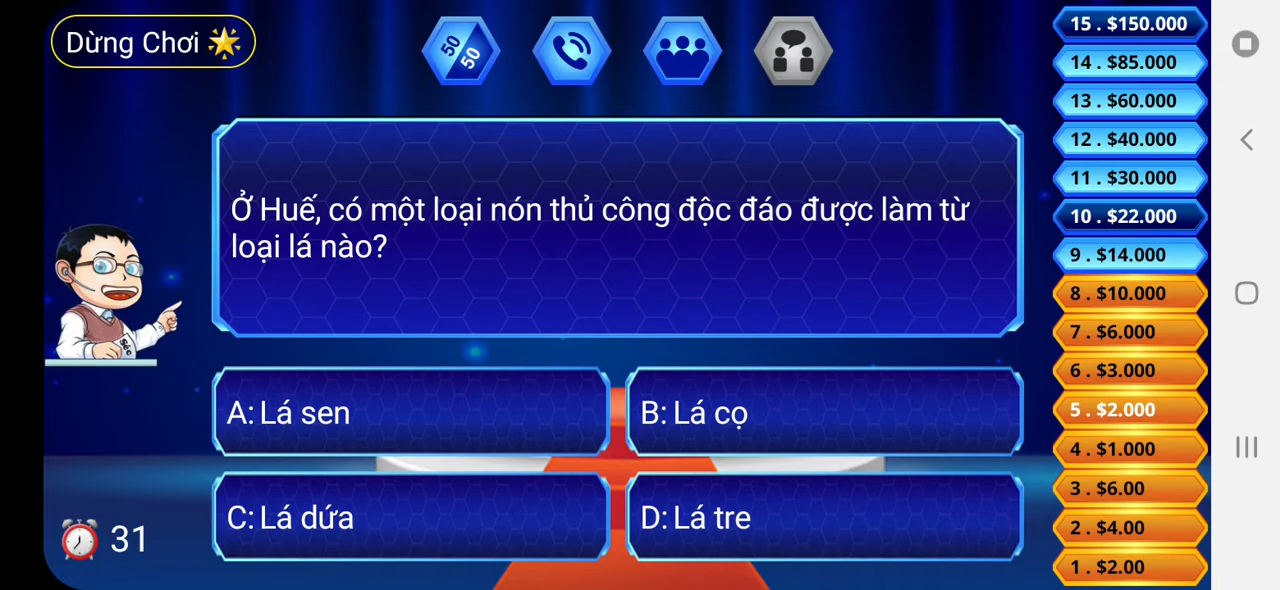 Dừng Chơi
50
50
15 . $150.000
14 . $85.000
13 . $60.000
12 . $40.000
11 . $30.000
10 . $22.000
9 . $14.000
8 . $10.000
7 . $6.000
6 . $3.000
5 . $2.000
4 . $1.000
3 . $6.00
2 . $4.00
1 . $2.00
Ở Huế, có một loại nón thủ công độc đáo được làm từ
loại lá nào?
A: Lá sen
B: Lá cọ
C: Lá dứa
D: Lá tre
31